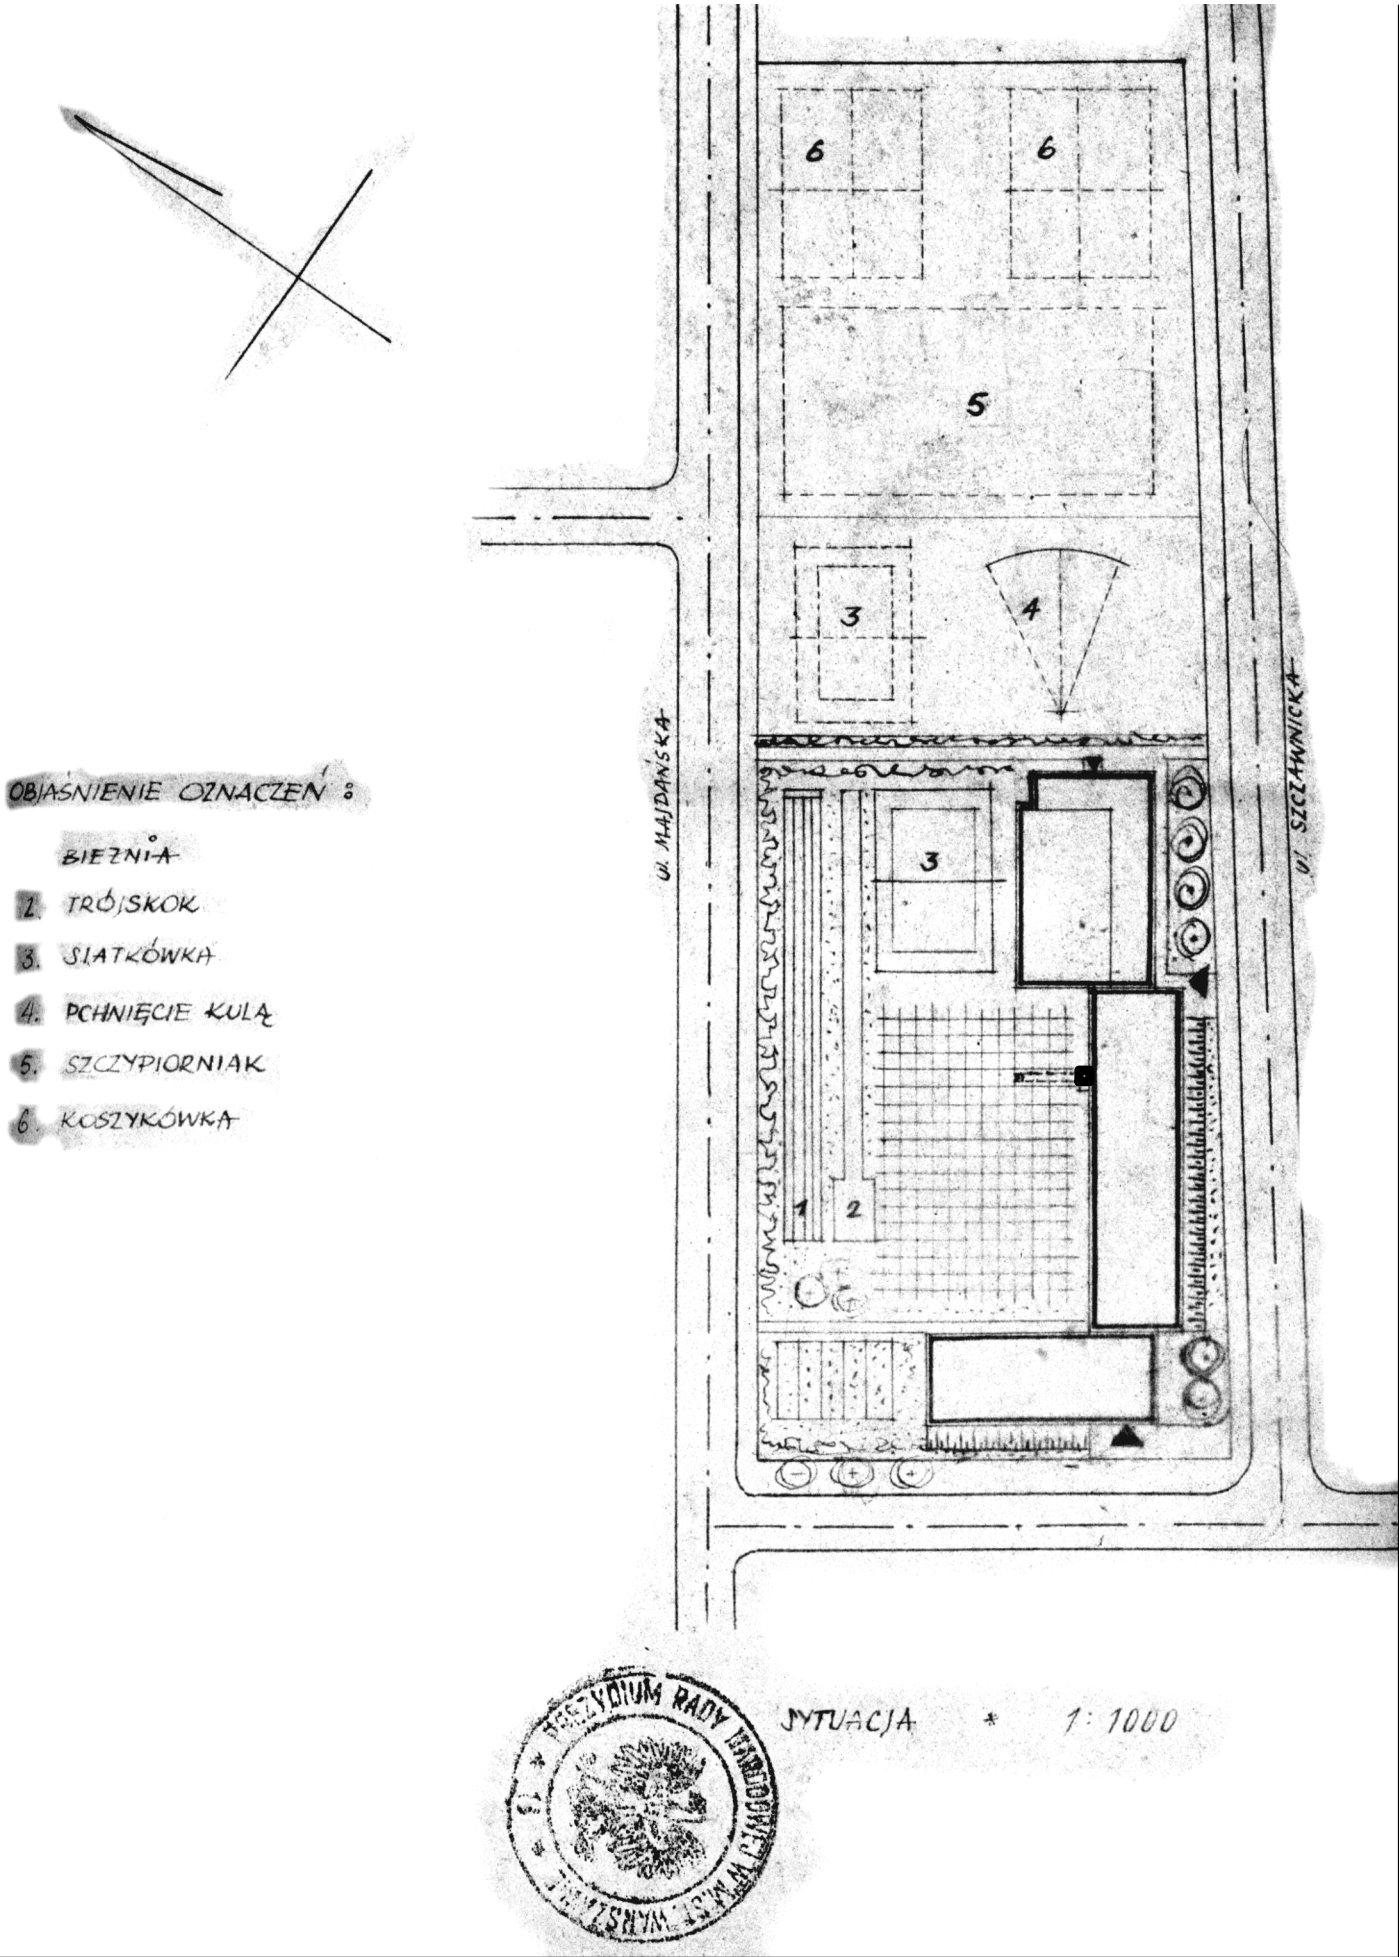 6
6
5
3
4
UL. MAJDAŃSKA
UL. SZCZAWNICKA
OBJAŚNIENIE OZNACZEŃ :
BIEŻNIA
2. TRÓJSKOK
3. SIATKÓWKA
4. PCHNIĘCIE KULĄ
5. SZCZYPIORNIAK
6. KOSZYKÓWKA
3
1
2
SYTUACJA * 1:1000
* PREZYDIUM RADY NARODOWEJ W M.ST. WARSZAWIE * 13